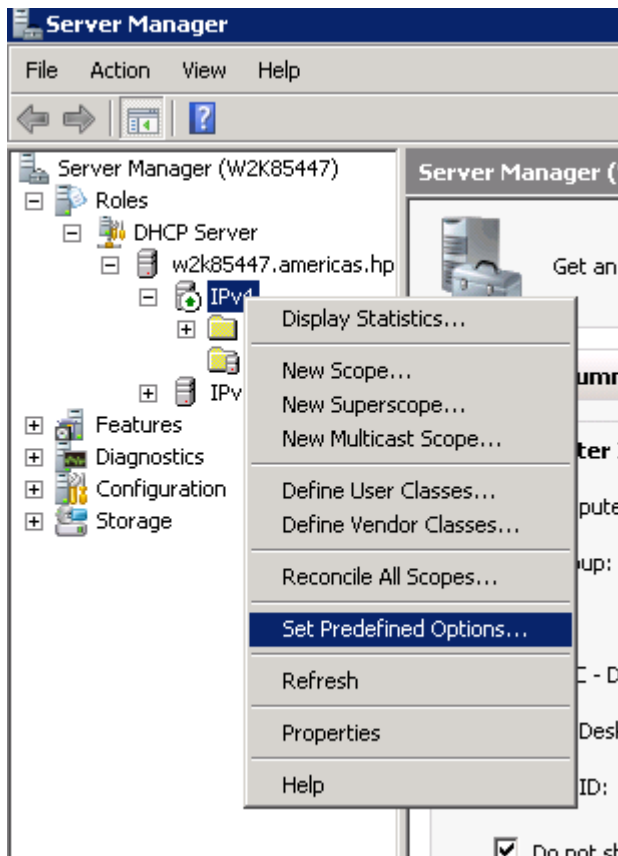 Server Manager
File Action View Help
Server Manager (W2K85447)
Roles
DHCP Server
w2k85447.americas.hp
IPv4
IPv
Features
Diagnostics
Configuration
Storage
Server Manager (
Get an
Display Statistics...
New Scope...
New Superscope...
New Multicast Scope...
Define User Classes...
Define Vendor Classes...
Reconcile All Scopes...
Set Predefined Options...
Refresh
Properties
Help
ID:
Do not